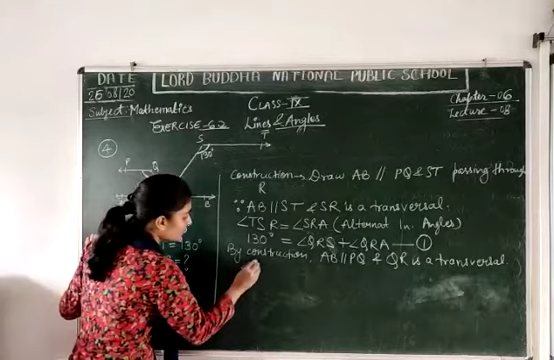 DATE
25/08/20
LORD BUDDHA NATIONAL PUBLIC SCHOOL
Subject: Mathematics
CLASS-IX
Chapter-06
Lecture-08
EXERCISE-6.2
Lines & Angles
4
P
Q
S
T
130°
B
= 130°
= ?
Construction → Draw AB // PQ & ST passing through
R
∵ AB // ST & SR is a transversal.
∠TSR = ∠SRA (Alternat In. Angles)
130° = ∠QRS + ∠QRA — 1
By construction, AB // PQ & QR is a transversal.